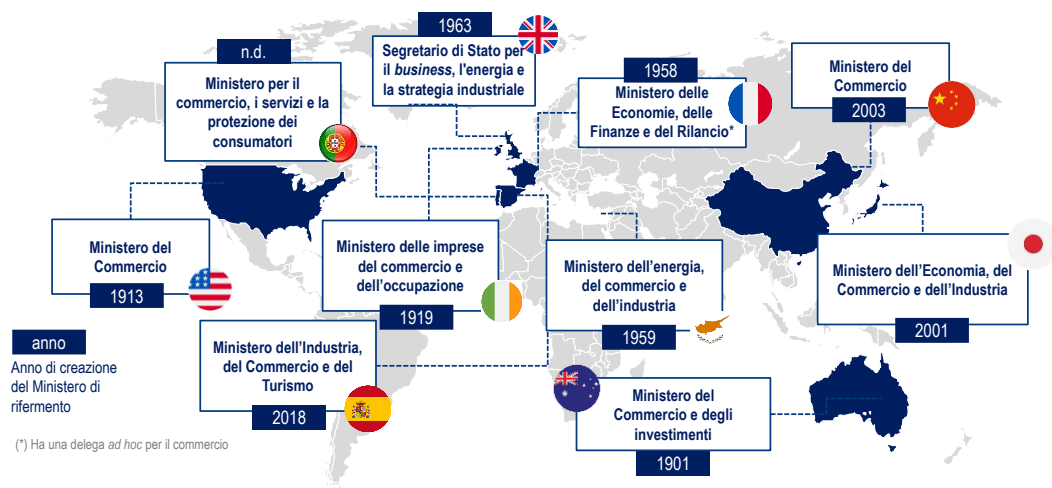 n.d.
Ministero per il
commercio, i servizi e la
protezione dei
consumatori
1963
Segretario di Stato per
il business, l'energia e
la strategia industriale
1958
Ministero delle
Economie, delle
Finanze e del Rilancio*
Ministero del
Commercio
2003
Ministero del
Commercio
1913
Ministero delle imprese
del commercio e
dell'occupazione
1919
Ministero dell'energia,
del commercio e
dell'industria
1959
Ministero dell'Economia, del
Commercio e dell'Industria
2001
Ministero dell'Industria,
del Commercio e del
Turismo
2018
Ministero del
Commercio e degli
investimenti
1901
anno
Anno di creazione
del Ministero di
rifermento
(*) Ha una delega ad hoc per il commercio